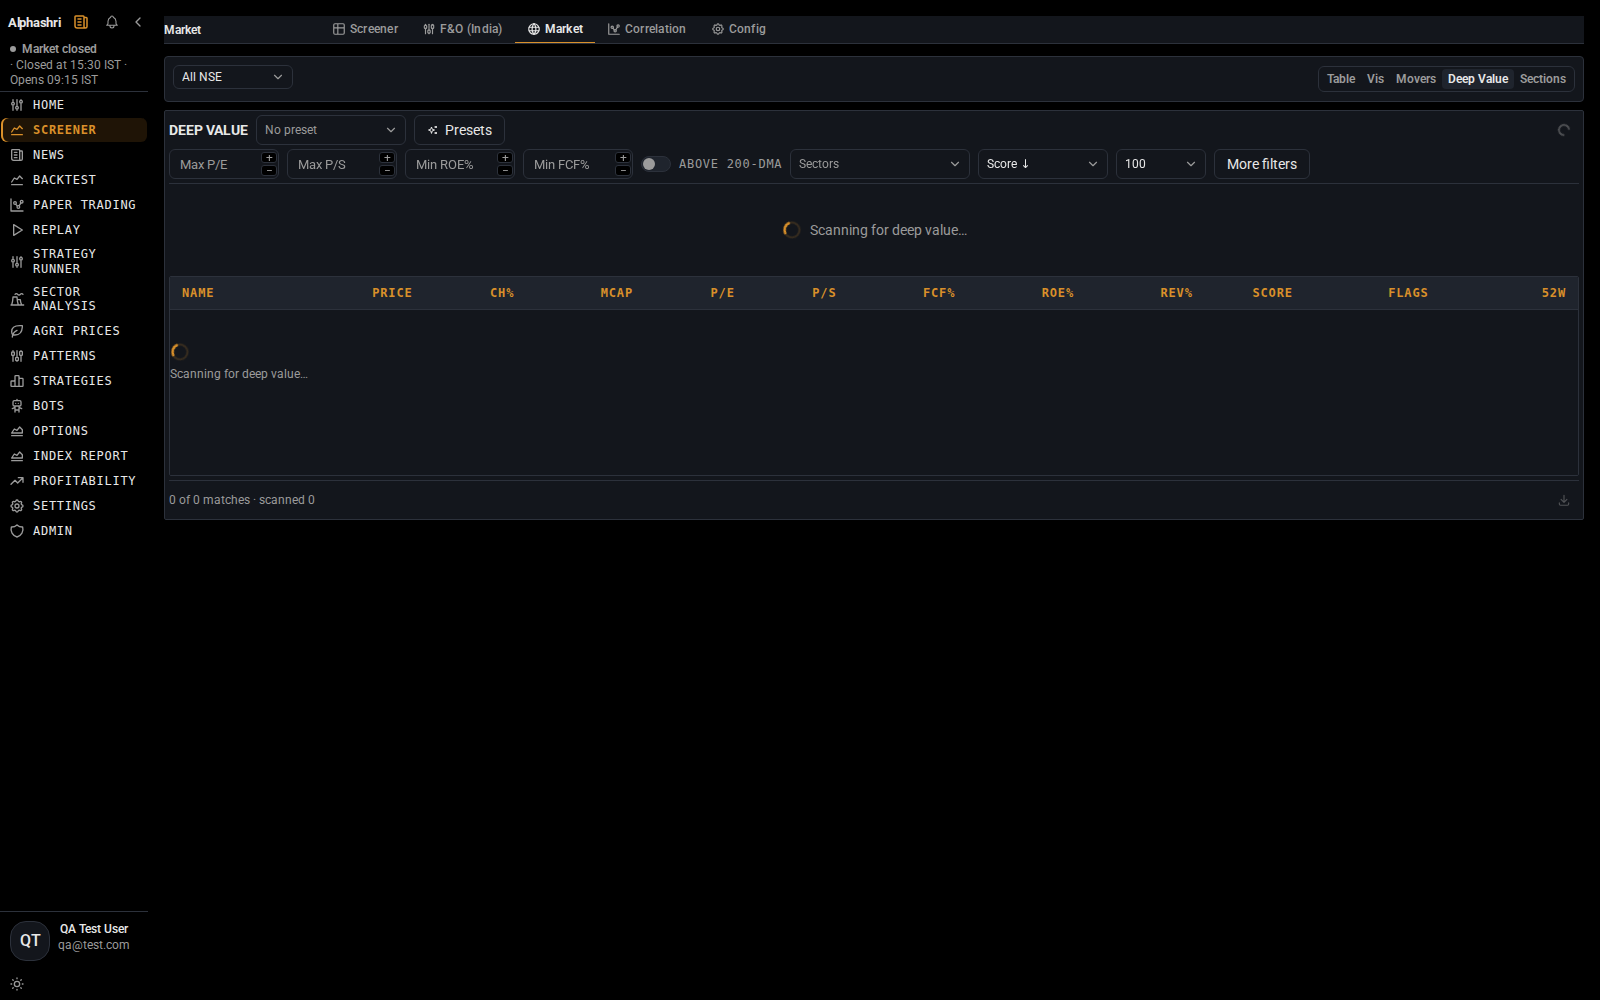 Alphashri
Market closed
· Closed at 15:30 IST ·
Opens 09:15 IST
HOME
SCREENER
NEWS
BACKTEST
PAPER TRADING
REPLAY
STRATEGY
RUNNER
SECTOR
ANALYSIS
AGRI PRICES
PATTERNS
STRATEGIES
BOTS
OPTIONS
INDEX REPORT
PROFITABILITY
SETTINGS
ADMIN
QT
QA Test User
qa@test.com
Market
Screener
F&O (India)
Market
Correlation
Config
All NSE
Table Vis Movers Deep Value Sections
DEEP VALUE No preset Presets
Max P/E + − Max P/S + − Min ROE% + − Min FCF% + − ABOVE 200-DMA Sectors Score ↓ 100 More filters
Scanning for deep value…
NAME PRICE CH% MCAP P/E P/S FCF% ROE% REV% SCORE FLAGS 52W
Scanning for deep value…
0 of 0 matches · scanned 0